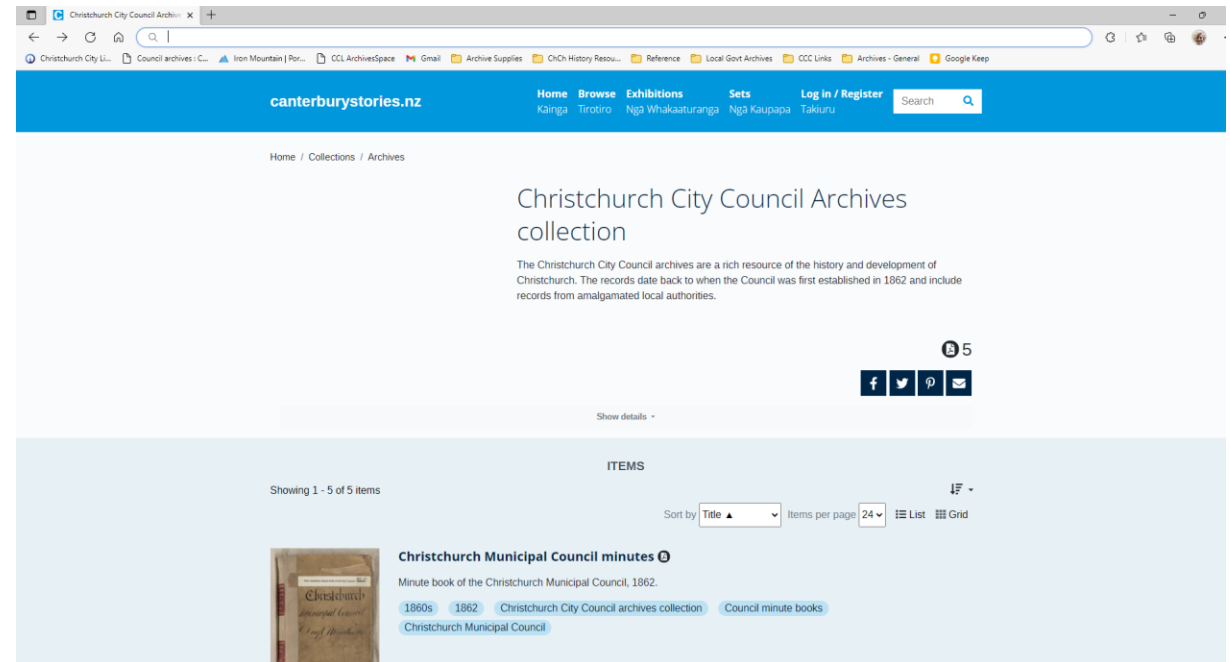 Christchurch City Council Archiv
Christchurch City Li... Council archives : C... Iron Mountain | Por... CCL ArchivesSpace Gmail Archive Supplies ChCh History Resou... Reference Local Govt Archives CCC Links Archives - General Google Keep
canterburystories.nz
Home Browse Exhibitions Sets Log in / Register
Kāinga Tirotiro Ngā Whakaaturanga Ngā Kaupapa Takiuru
Search
Home / Collections / Archives
Christchurch City Council Archives
collection
The Christchurch City Council archives are a rich resource of the history and development of
Christchurch. The records date back to when the Council was first established in 1862 and include
records from amalgamated local authorities.
5
Show details
ITEMS
Showing 1 - 5 of 5 items
Sort by Title ▲ Items per page 24 List Grid
Christchurch Municipal Council minutes
Minute book of the Christchurch Municipal Council, 1862.
1860s 1862 Christchurch City Council archives collection Council minute books
Christchurch Municipal Council
Christchurch
Municipal Council